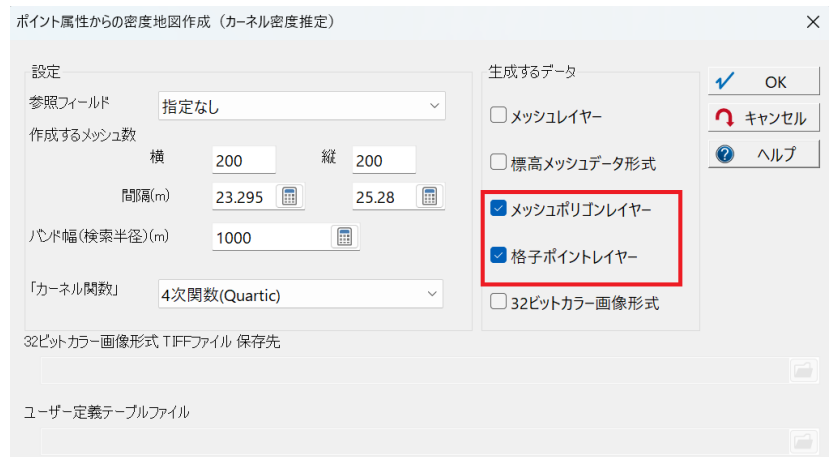 ポイント属性からの密度地図作成（カーネル密度推定）
設定
参照フィールド
指定なし
作成するメッシュ数
横 200 縦 200
間隔(m) 23.295 25.28
バンド幅(検索半径)(m) 1000
「カーネル関数」 4次関数(Quartic)
生成するデータ
メッシュレイヤー
標高メッシュデータ形式
メッシュポリゴンレイヤー
格子ポイントレイヤー
32ビットカラー画像形式
OK
キャンセル
ヘルプ
32ビットカラー画像形式 TIFFファイル 保存先
ユーザー定義テーブルファイル